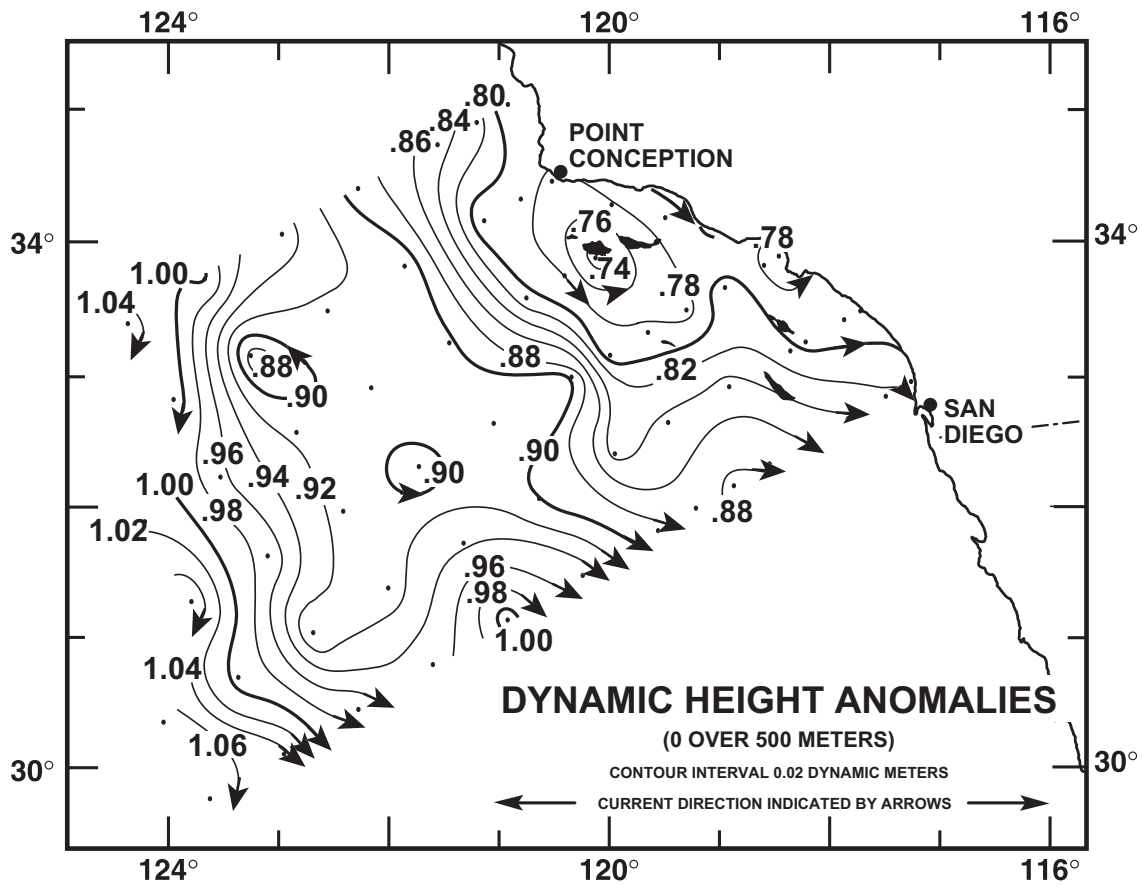 124° 120° 116°
.80
.84
.86
POINT
CONCEPTION
.76
34° .78 34°
1.00 .74
1.04 .78
.88 .88 .82
.90
SAN
DIEGO
.96 .90 .90
1.00 .94 .92
.98 .88
1.02
.96
.98
1.00
1.04
DYNAMIC HEIGHT ANOMALIES
1.06 (0 OVER 500 METERS)
30° CONTOUR INTERVAL 0.02 DYNAMIC METERS 30°
CURRENT DIRECTION INDICATED BY ARROWS
124° 120° 116°